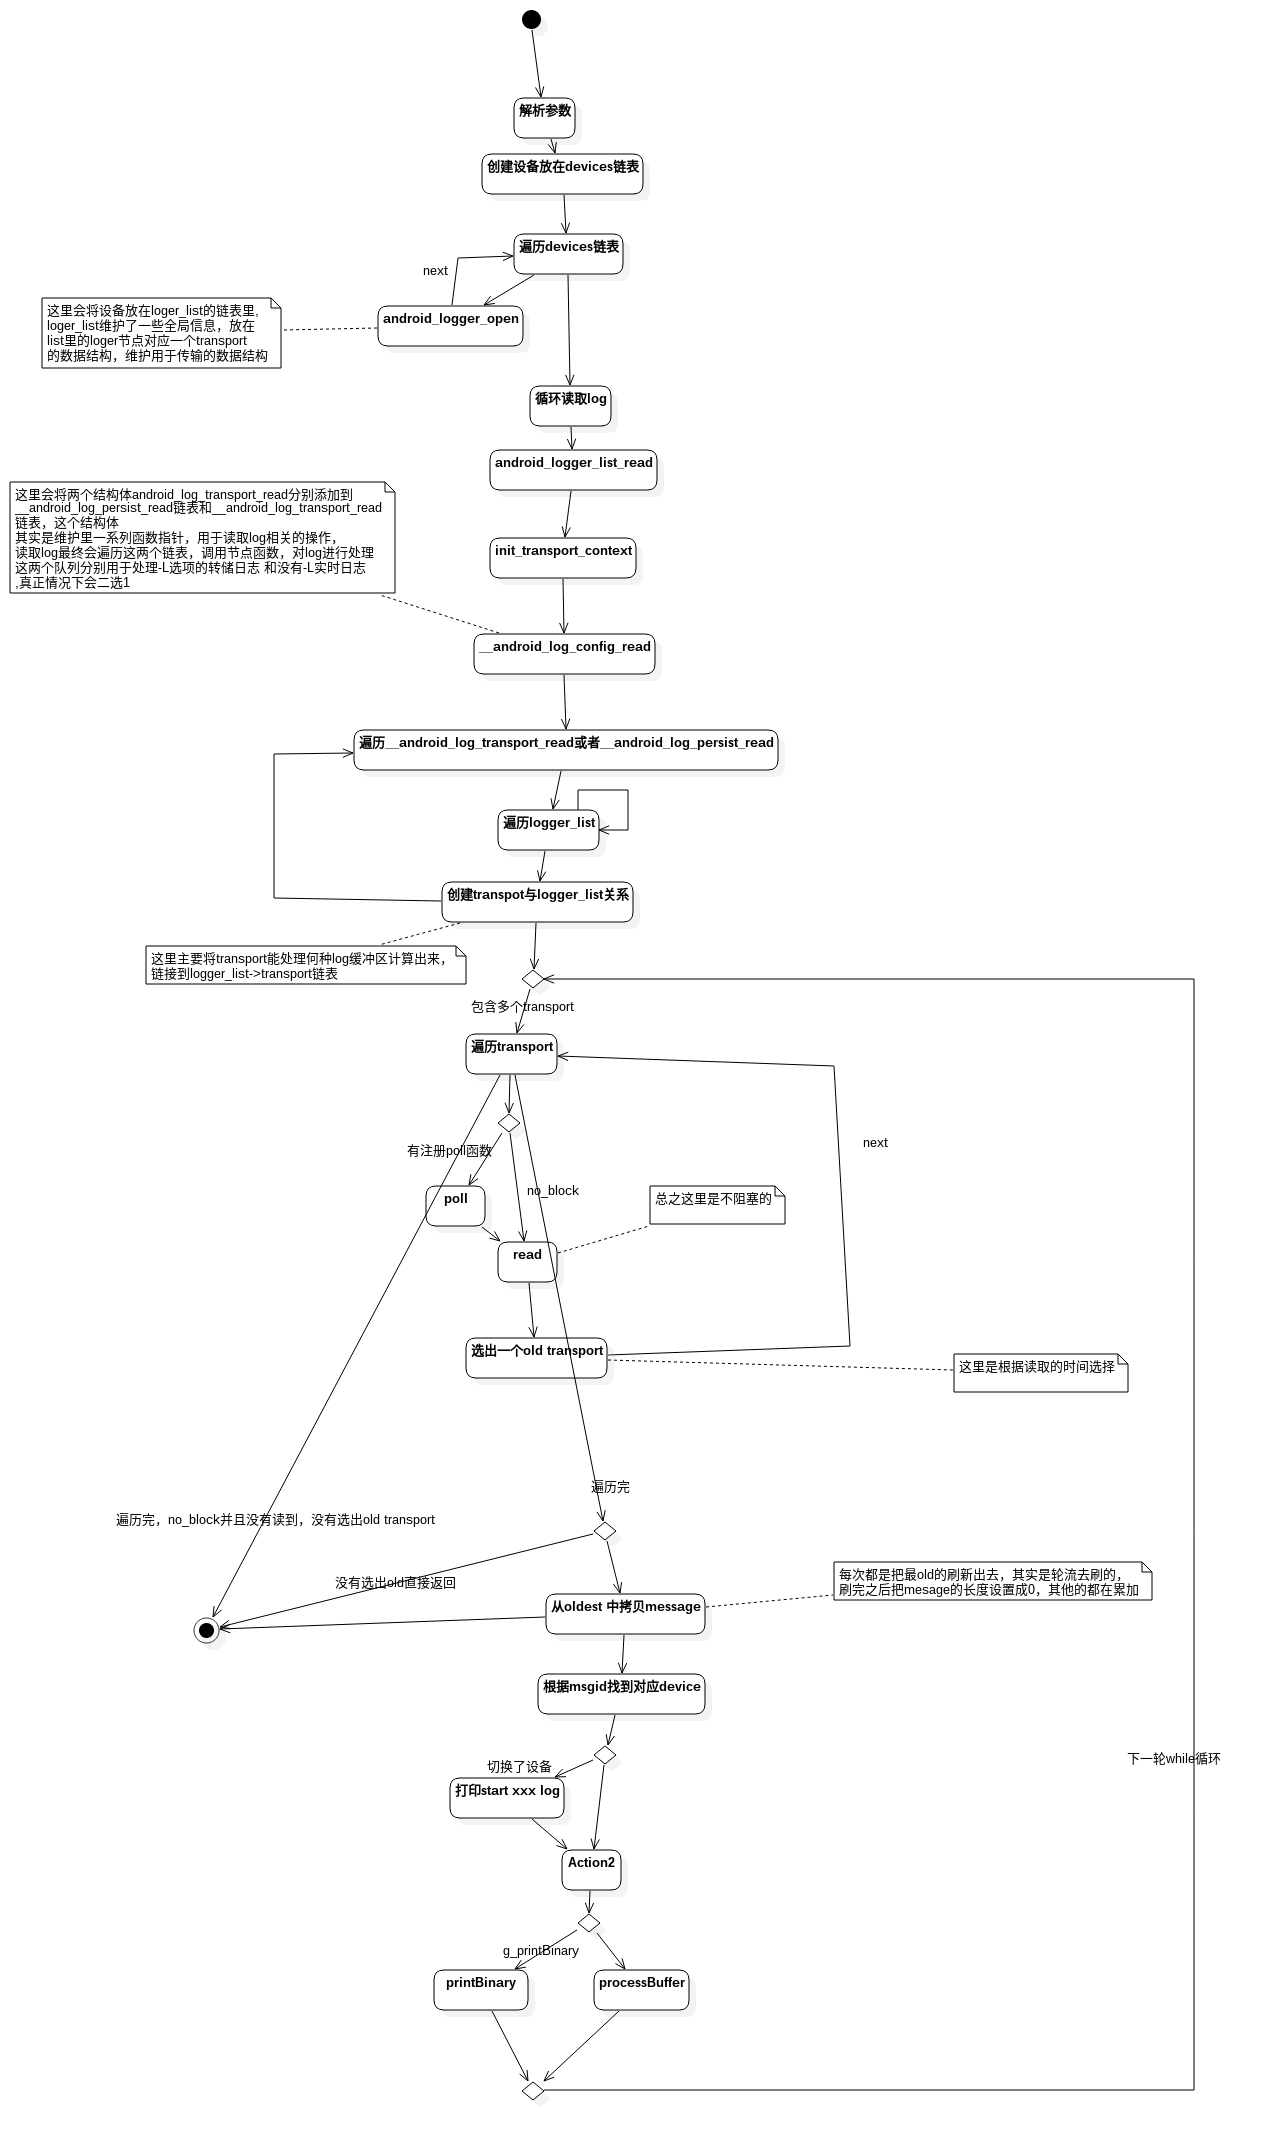 解析参数
创建设备放在devices链表
遍历devices链表
next
这里会将设备放在loger_list的链表里,
loger_list维护了一些全局信息，放在
list里的loger节点对应一个transport
的数据结构，维护用于传输的数据结构
android_logger_open
循环读取log
android_logger_list_read
这里会将两个结构体android_log_transport_read分别添加到
__android_log_persist_read链表和__android_log_transport_read
链表，这个结构体
其实是维护里一系列函数指针，用于读取log相关的操作，
读取log最终会遍历这两个链表，调用节点函数，对log进行处理
这两个队列分别用于处理-L选项的转储日志 和没有-L实时日志
,真正情况下会二选1
init_transport_context
__android_log_config_read
遍历__android_log_transport_read或者__android_log_persist_read
遍历logger_list
创建transpot与logger_list关系
这里主要将transport能处理何种log缓冲区计算出来，
链接到logger_list->transport链表
包含多个transport
遍历transport
next
有注册poll函数
no_block
poll
总之这里是不阻塞的
read
选出一个old transport
这里是根据读取的时间选择
遍历完
遍历完，no_block并且没有读到，没有选出old transport
没有选出old直接返回
每次都是把最old的刷新出去，其实是轮流去刷的，
刷完之后把mesage的长度设置成0，其他的都在累加
从oldest 中拷贝message
根据msgid找到对应device
下一轮while循环
切换了设备
打印start xxx log
Action2
g_printBinary
printBinary
processBuffer